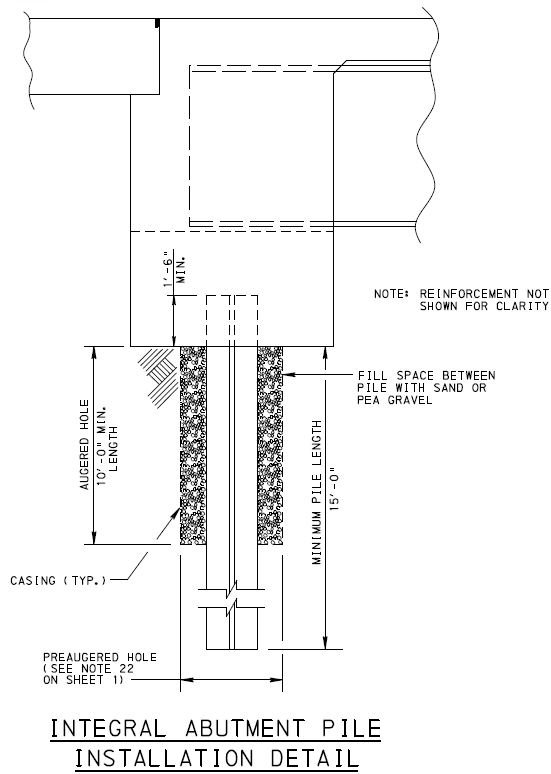 1'-6"
MIN.
NOTE: REINFORCEMENT NOT
SHOWN FOR CLARITY
FILL SPACE BETWEEN
PILE WITH SAND OR
PEA GRAVEL
AUGERED HOLE
10'-0" MIN.
LENGTH
MINIMUM PILE LENGTH
15'-0"
CASING (TYP.)
PREAUGERED HOLE
(SEE NOTE 22
ON SHEET 1)
INTEGRAL ABUTMENT PILE
INSTALLATION DETAIL